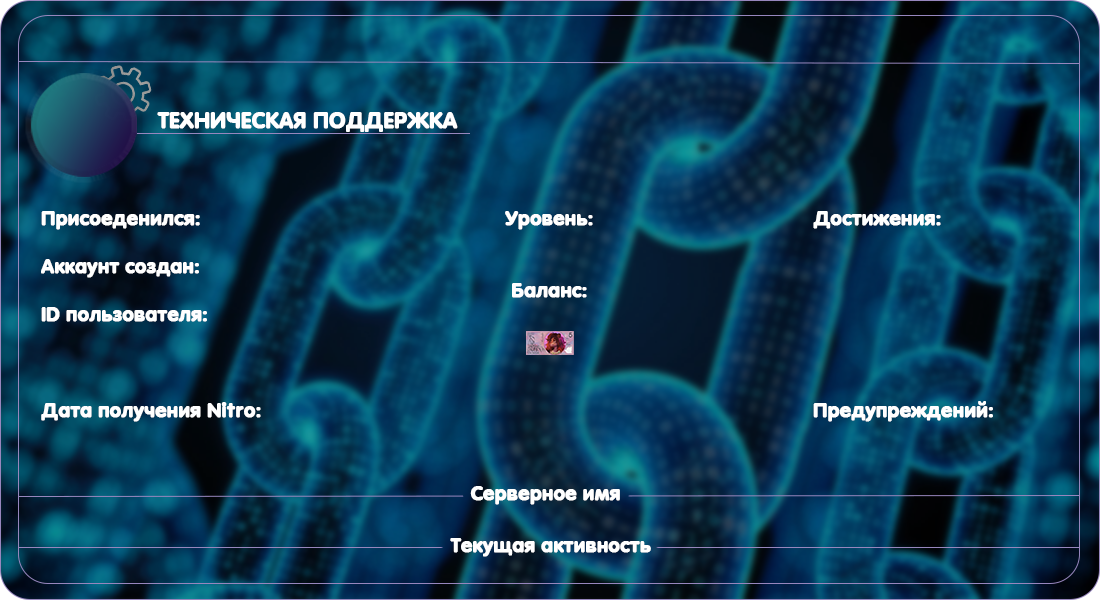 ТЕХНИЧЕСКАЯ ПОДДЕРЖКА
Присоеденился:
Уровень:
Достижения:
Аккаунт создан:
Баланс:
ID пользователя:
Дата получения Nitro:
Предупреждений:
Серверное имя
Текущая активность